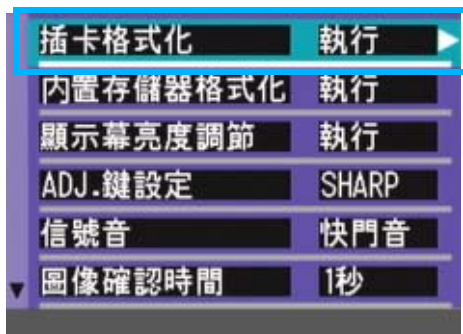 插卡格式化 執行
内置存儲器格式化 執行
顯示幕亮度調節 執行
ADJ.鍵設定 SHARP
信號音 快門音
圖像確認時間 1秒